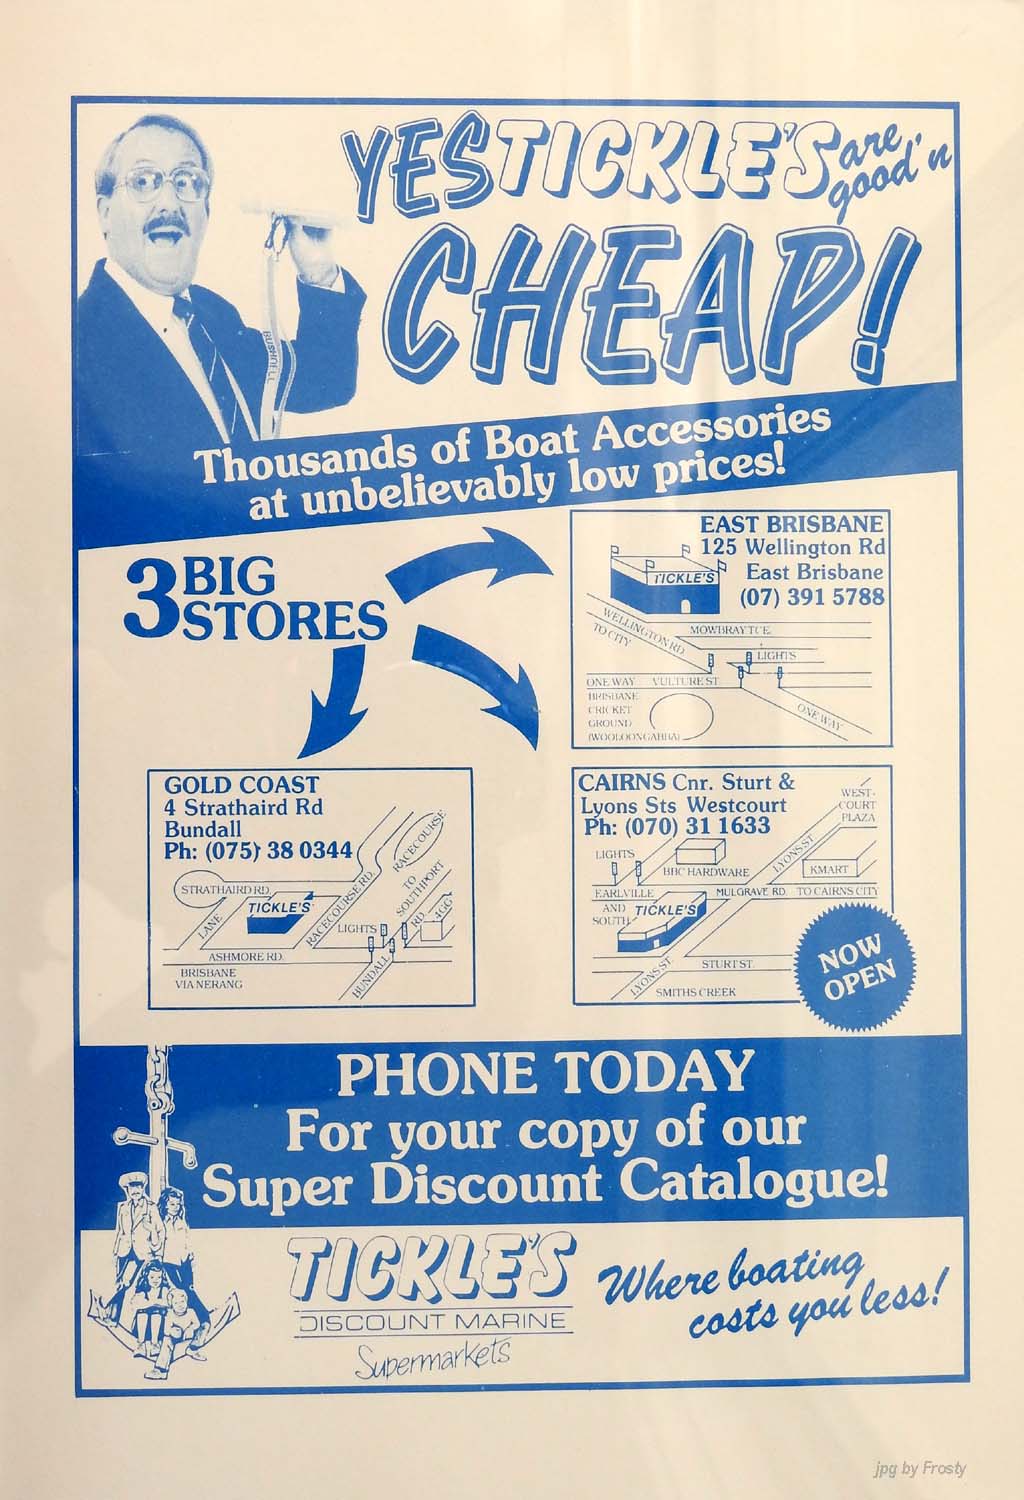 YES TICKLE'S are
good'n
CHEAP!
BUSHNELL
Thousands of Boat Accessories
at unbelievably low prices!
3 BIG
STORES
EAST BRISBANE
125 Wellington Rd
East Brisbane
(07) 391 5788
TICKLE'S
WELLINGTON RD.
TO CITY
MOWBRAY TCE.
LIGHTS
ONE WAY VULTURE ST.
BRISBANE
CRICKET
GROUND
(WOOLOONGABBA)
ONE WAY
GOLD COAST
4 Strathaird Rd
Bundall
Ph: (075) 38 0344
STRATHAIRD RD.
LANE
TICKLE'S
RACECOURSE RD.
RACECOURSE
TO
SOUTHPORT
LIGHTS
RD.
4GG
ASHMORE RD.
BRISBANE
VIA NERANG
BUNDALL
CAIRNS Cnr. Sturt &
Lyons Sts Westcourt
Ph: (070) 31 1633
WEST-
COURT
PLAZA
LIGHTS
BBC HARDWARE
LYONS ST.
KMART
EARLVILLE
AND
SOUTH
MULGRAVE RD. TO CAIRNS CITY
TICKLE'S
LYONS ST.
STURT ST.
SMITHS CREEK
NOW
OPEN
PHONE TODAY
For your copy of our
Super Discount Catalogue!
TICKLE'S
DISCOUNT MARINE
Supermarkets
Where boating
costs you less!
jpg by Frosty